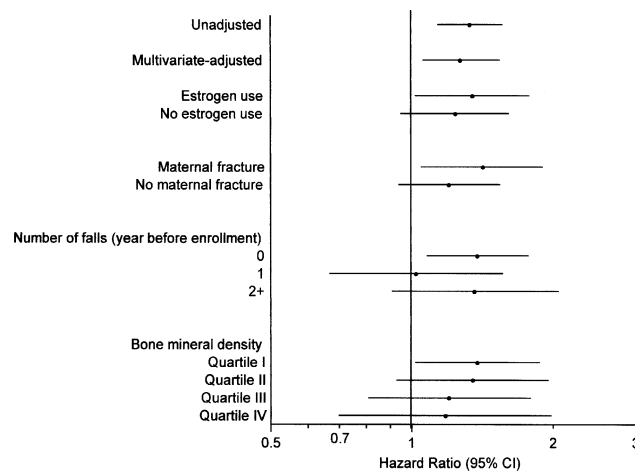 Unadjusted
Multivariate-adjusted
Estrogen use
No estrogen use
Maternal fracture
No maternal fracture
Number of falls (year before enrollment)
0
1
2+
Bone mineral density
Quartile I
Quartile II
Quartile III
Quartile IV
0.5 0.7 1 2 3
Hazard Ratio (95% CI)